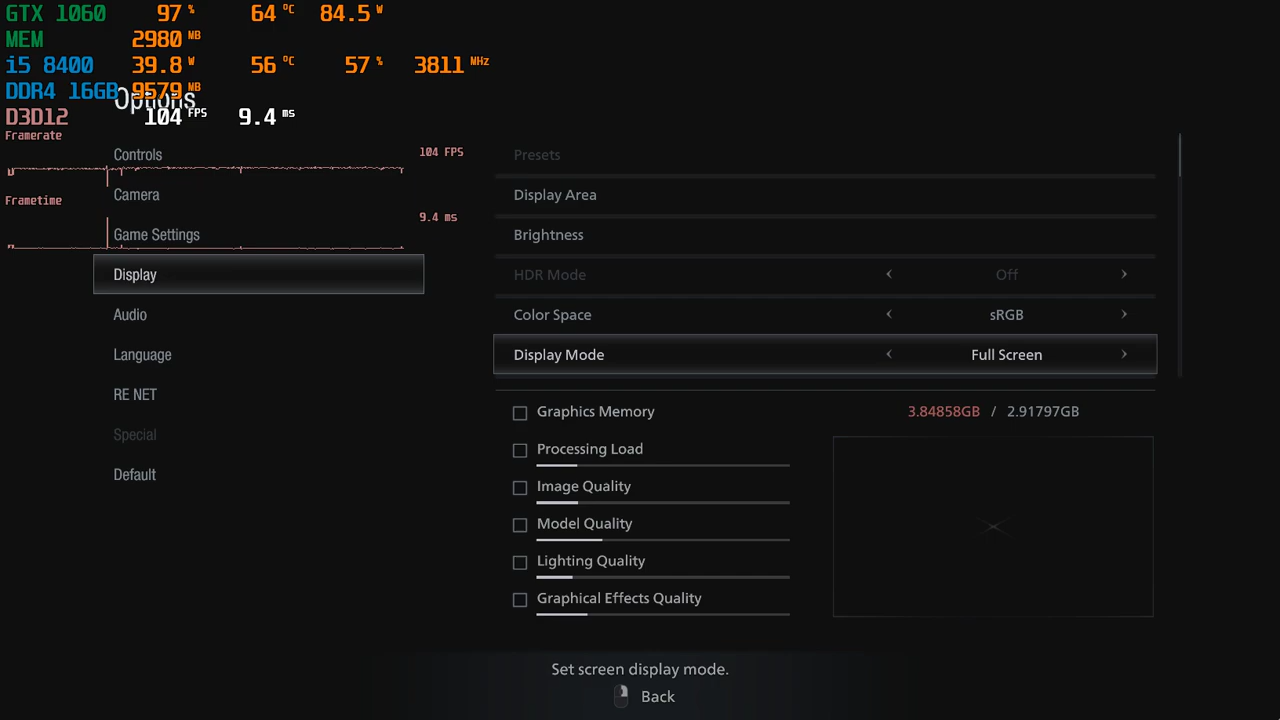 GTX 1060 97 % 64 °C 84.5 W
MEM 2980 MB
i5 8400 39.8 W 56 °C 57 % 3811 MHz
DDR4 16GB 9579 MB
Options
D3D12 104 FPS 9.4 ms
Framerate
104 FPS
Frametime
9.4 ms
Controls
Camera
Game Settings
Display
Audio
Language
RE NET
Special
Default
Presets
Display Area
Brightness
HDR Mode Off
Color Space sRGB
Display Mode Full Screen
Graphics Memory 3.84858GB / 2.91797GB
Processing Load
Image Quality
Model Quality
Lighting Quality
Graphical Effects Quality
Set screen display mode.
Back